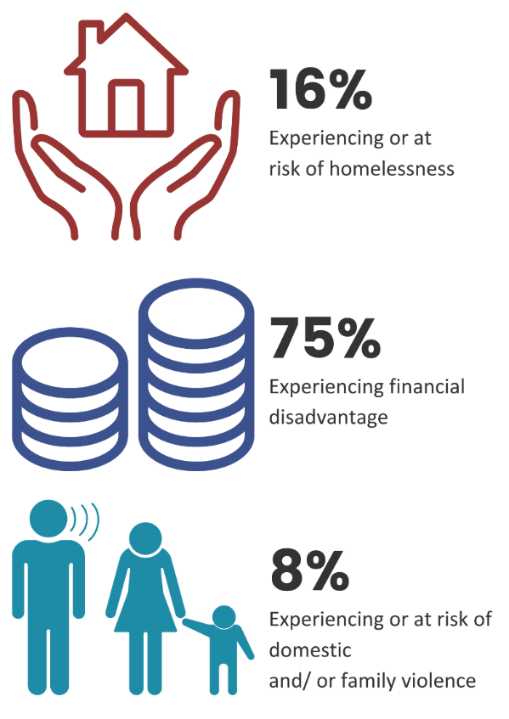 16%
Experiencing or at
risk of homelessness
75%
Experiencing financial
disadvantage
8%
Experiencing or at risk of
domestic
and/ or family violence